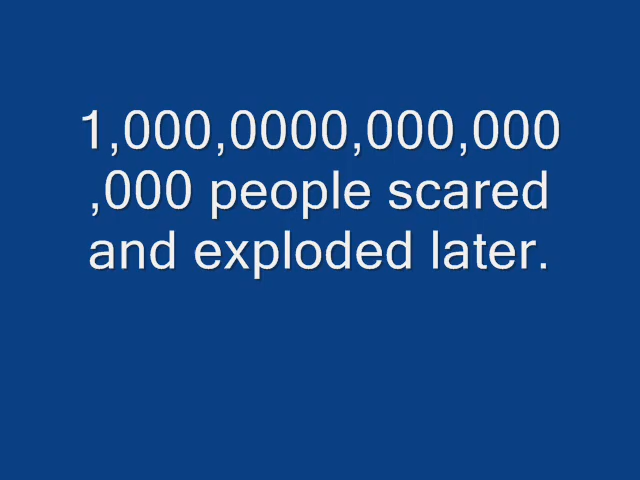 1,000,0000,000,000
,000 people scared
and exploded later.